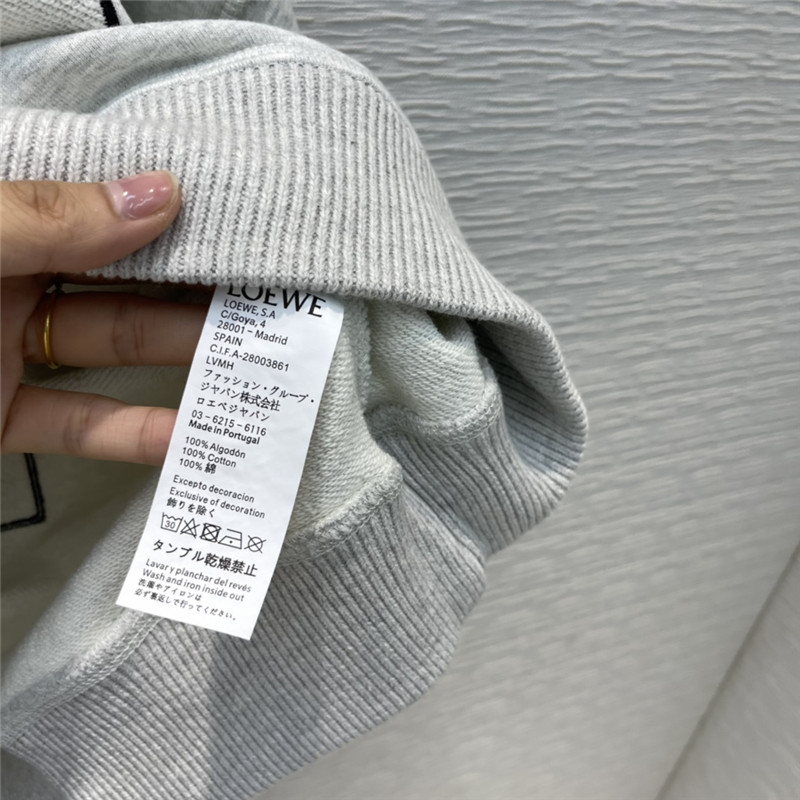 LOEWE
LOEWE, S.A
C/Goya, 4
28001-Madrid
SPAIN
C.I.F.A-28003861
LVMH
ファッション・グループ・
ジャパン株式会社
ロエベジャパン
03-6215-6116
Made in Portugal
100% Algodón
100% Cotton
100% 綿
Excepto decoracion
Exclusive of decoration
飾りを除く
30
タンブル乾燥禁止
Lavar y planchar del revés
Wash and iron inside out
洗濯やアイロンは
必ず裏返しで行ってください。